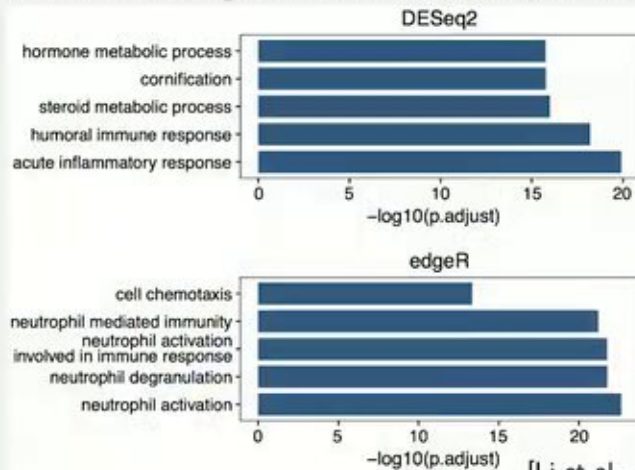 DESeq2
hormone metabolic process
cornification
steroid metabolic process
humoral immune response
acute inflammatory response
0 5 10 15 20
−log10(p.adjust)
edgeR
cell chemotaxis
neutrophil mediated immunity
neutrophil activation
involved in immune response
neutrophil degranulation
neutrophil activation
0 5 10 15 20
−log10(p.adjust)